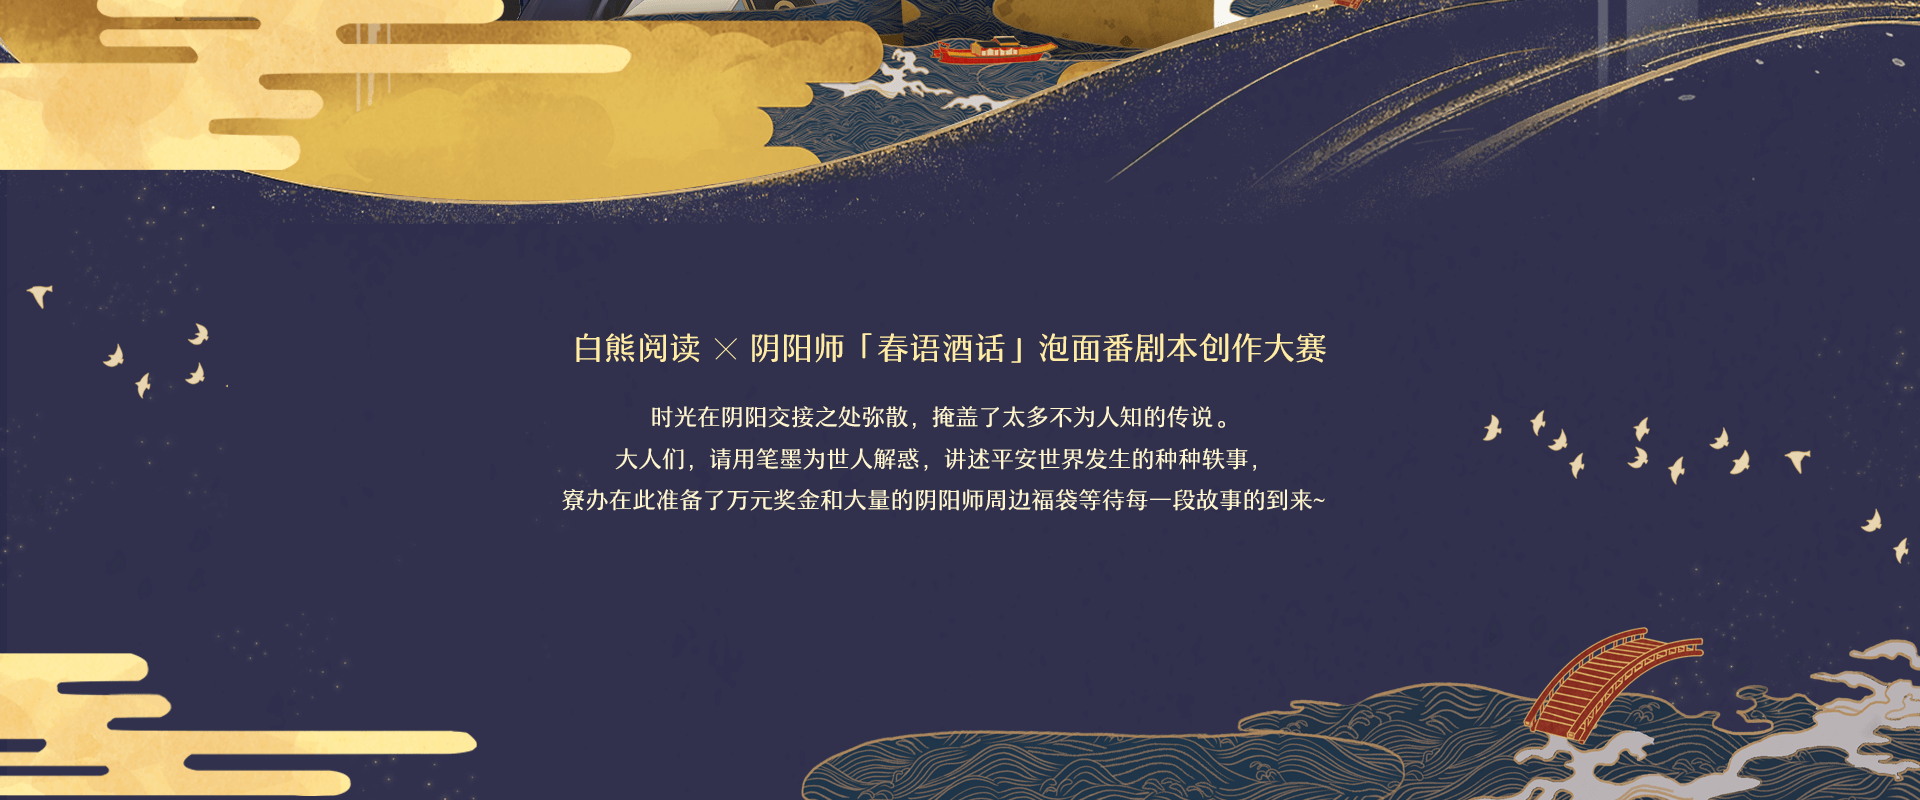 白熊阅读 × 阴阳师「春语酒话」泡面番剧本创作大赛
时光在阴阳交接之处弥散，掩盖了太多不为人知的传说。
大人们，请用笔墨为世人解惑，讲述平安世界发生的种种轶事，
寮办在此准备了万元奖金和大量的阴阳师周边福袋等待每一段故事的到来~